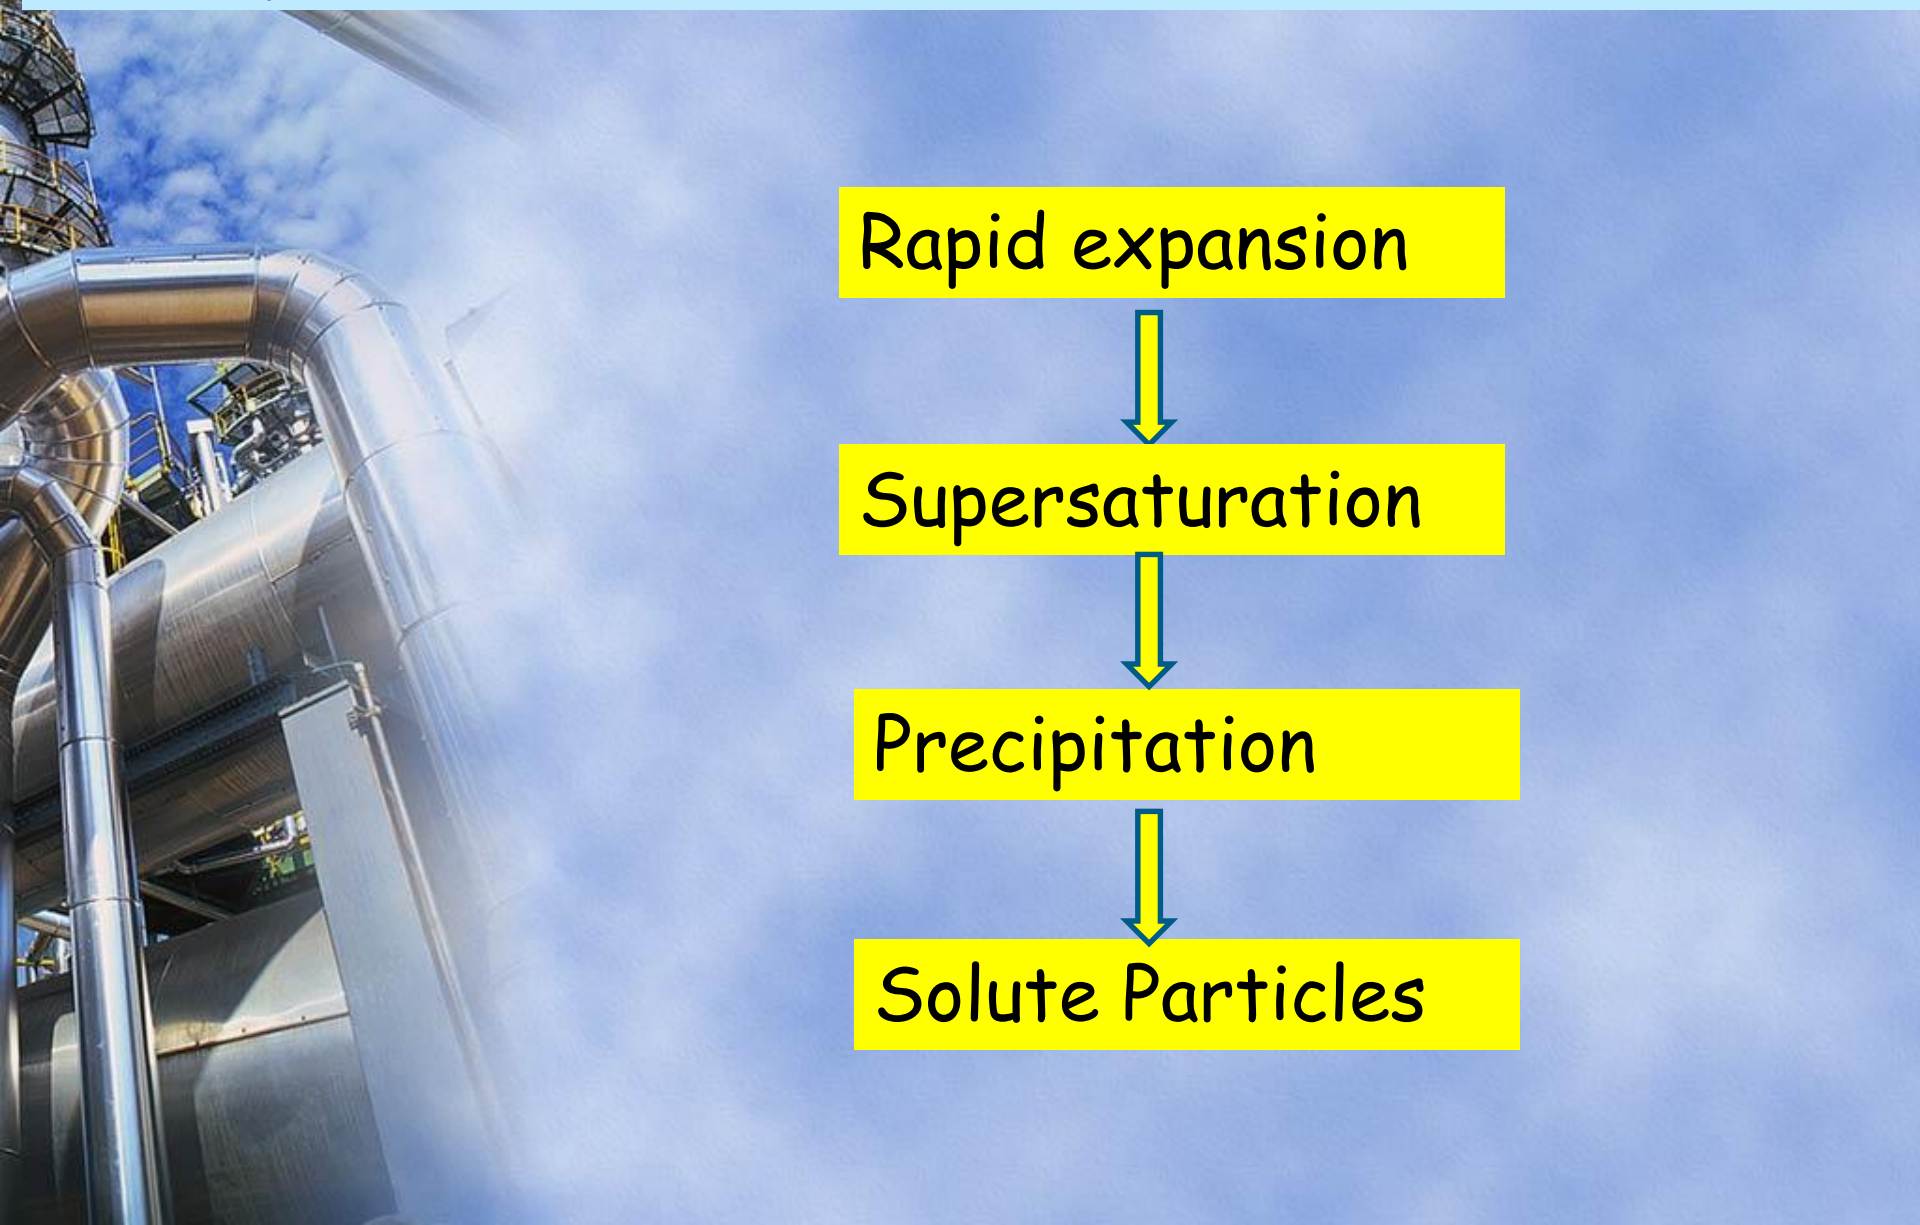 Rapid expansion
Supersaturation
Precipitation
Solute Particles